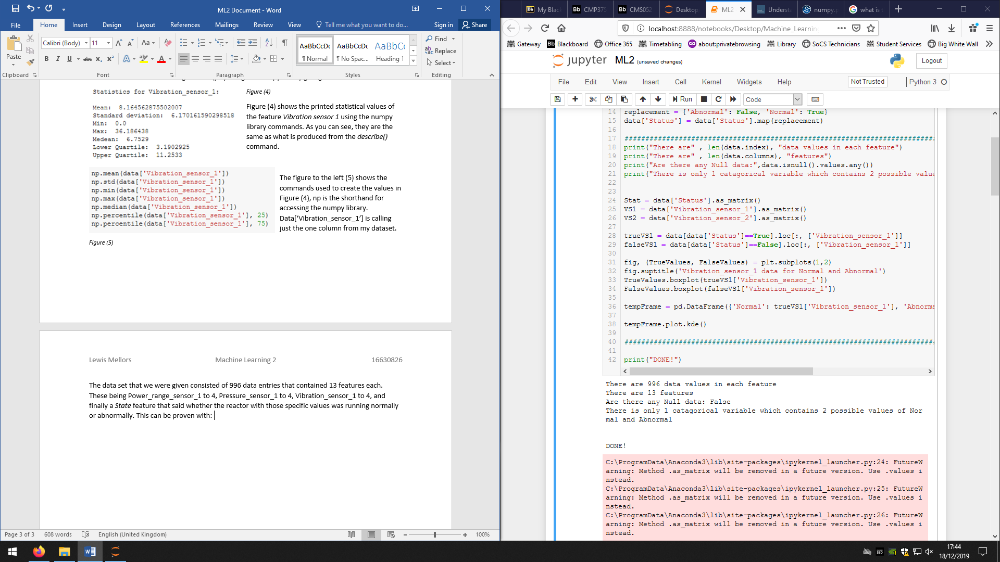 ML2 Document - Word
File Home Insert Design Layout References Mailings Review View Tell me what you want to do... Sign in Share
Paste
Calibri (Body) 11
Find
Replace
Select
AaBbCcDc AaBbCcDc AaBbCc
¶ Normal ¶ No Spac... Heading 1
Clipboard Font Paragraph Styles Editing
Statistics for Vibration_sensor_1:
Mean: 8.164562875502007
Standard deviation: 6.170161590298518
Min: 0.0
Max: 36.186438
Medean: 6.7529
Lower Quartile: 3.1902925
Upper Quartile: 11.2533
Figure (4)
Figure (4) shows the printed statistical values of
the feature Vibration sensor 1 using the numpy
library commands. As you can see, they are the
same as what is produced from the describe()
command.
np.mean(data['Vibration_sensor_1'])
np.std(data['Vibration_sensor_1'])
np.min(data['Vibration_sensor_1'])
np.max(data['Vibration_sensor_1'])
np.median(data['Vibration_sensor_1'])
np.percentile(data['Vibration_sensor_1'], 25)
np.percentile(data['Vibration_sensor_1'], 75)
The figure to the left (5) shows the
commands used to create the values in
Figure (4), np is the shorthand for
accessing the numpy library.
Data[‘Vibration_sensor_1’] is calling
just the one column from my dataset.
Figure (5)
Lewis Mellors Machine Learning 2 16630826
The data set that we were given consisted of 996 data entries that contained 13 features each.
These being Power_range_sensor_1 to 4, Pressure_sensor_1 to 4, Vibration_sensor_1 to 4, and
finally a State feature that said whether the reactor with those specific values was running normally
or abnormally. This can be proven with:
Page 3 of 3 608 words English (United Kingdom) 100%
My Blac CMP375 CMS052 Desktop ML2 Underst numpy.p what is t
localhost:8888/notebooks/Desktop/Machine_Learnin
Gateway Blackboard Office 365 Timetabling about:privatebrowsing Library SoCS Technicians Student Services Big White Wall
jupyter ML2 (unsaved changes) Logout
File Edit View Insert Cell Kernel Widgets Help Not Trusted Python 3
Run Code
14 replacement = {'Abnormal': False, 'Normal': True}
15 data['Status'] = data['Status'].map(replacement)
16
17 ###########################################################################
18 print("There are" , len(data.index), "data values in each feature")
19 print("There are" , len(data.columns), "features")
20 print("Are there any Null data:",data.isnull().values.any())
21 print("There is only 1 catagorical variable which contains 2 possible value
22
23
24 Stat = data['Status'].as_matrix()
25 VS1 = data['Vibration_sensor_1'].as_matrix()
26 VS2 = data['Vibration_sensor_2'].as_matrix()
27
28 trueVS1 = data[data['Status']==True].loc[:, ['Vibration_sensor_1']]
29 falseVS1 = data[data['Status']==False].loc[:, ['Vibration_sensor_1']]
30
31 fig, (TrueValues, FalseValues) = plt.subplots(1,2)
32 fig.suptitle('Vibration_sensor_1 data for Normal and Abnormal')
33 TrueValues.boxplot(trueVS1['Vibration_sensor_1'])
34 FalseValues.boxplot(falseVS1['Vibration_sensor_1'])
35
36 tempFrame = pd.DataFrame({'Normal': trueVS1['Vibration_sensor_1'], 'Abnorma
37
38 tempFrame.plot.kde()
39
40 ###########################################################################
41
42 print("DONE!")
There are 996 data values in each feature
There are 13 features
Are there any Null data: False
There is only 1 catagorical variable which contains 2 possible values of Nor
mal and Abnormal
DONE!
C:\ProgramData\Anaconda3\lib\site-packages\ipykernel_launcher.py:24: FutureW
arning: Method .as_matrix will be removed in a future version. Use .values i
nstead.
C:\ProgramData\Anaconda3\lib\site-packages\ipykernel_launcher.py:25: FutureW
arning: Method .as_matrix will be removed in a future version. Use .values i
nstead.
C:\ProgramData\Anaconda3\lib\site-packages\ipykernel_launcher.py:26: FutureW
arning: Method .as_matrix will be removed in a future version. Use .values i
nstead.
17:44
18/12/2019